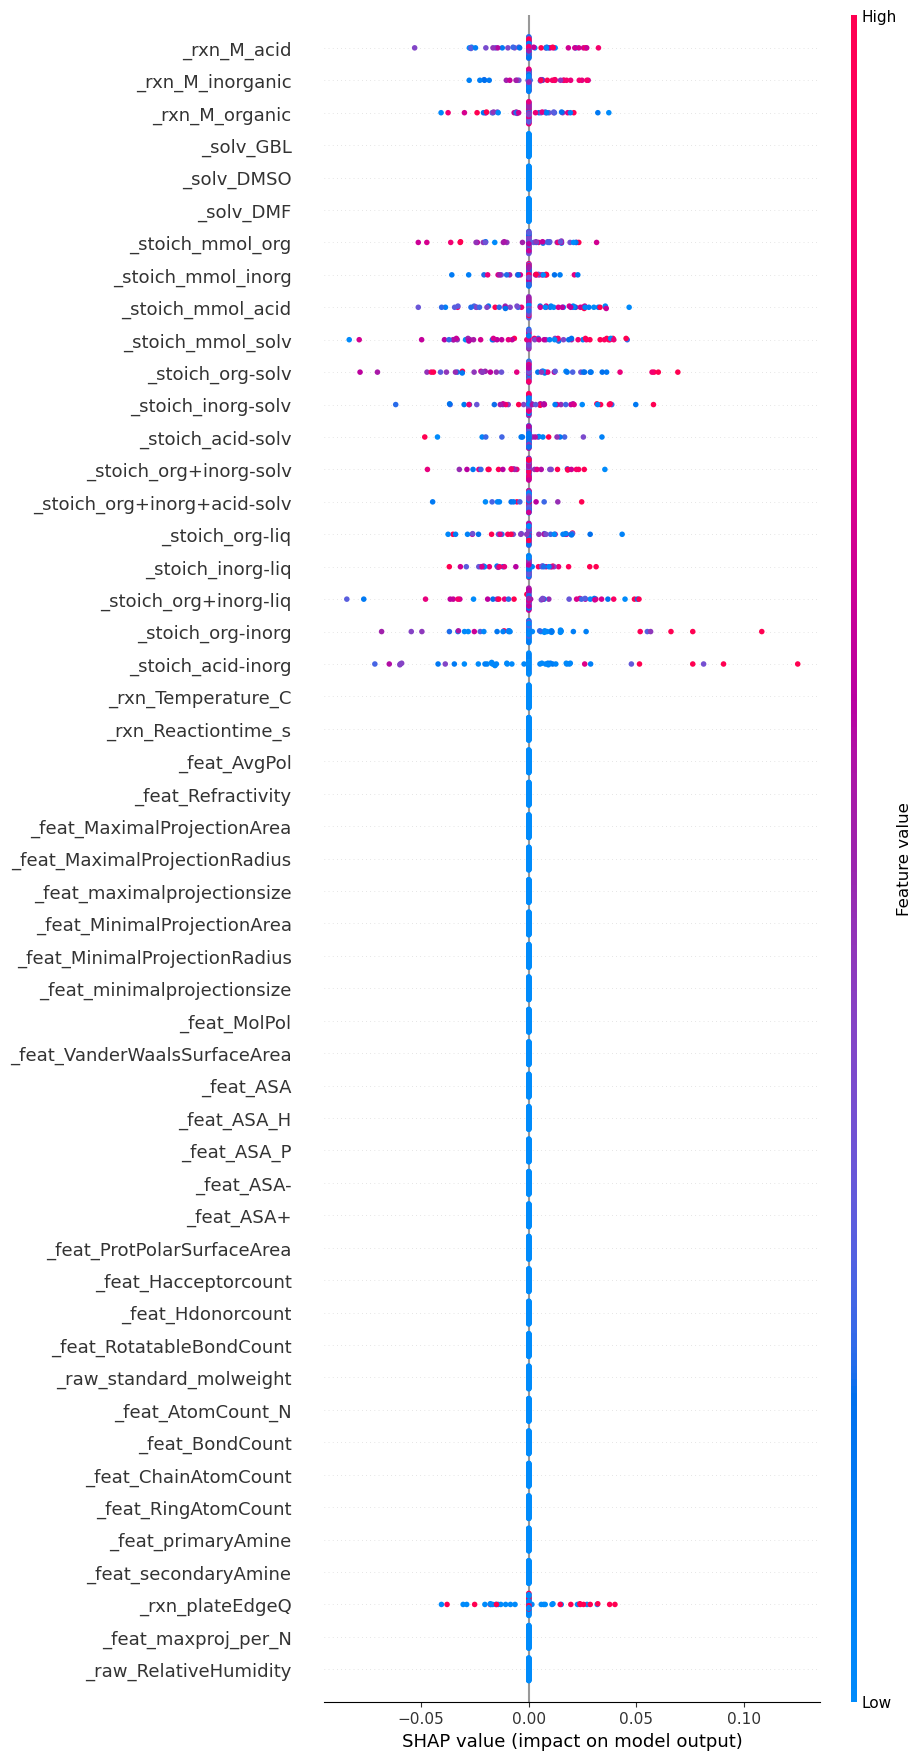 High
_rxn_M_acid
_rxn_M_inorganic
_rxn_M_organic
_solv_GBL
_solv_DMSO
_solv_DMF
_stoich_mmol_org
_stoich_mmol_inorg
_stoich_mmol_acid
_stoich_mmol_solv
_stoich_org-solv
_stoich_inorg-solv
_stoich_acid-solv
_stoich_org+inorg-solv
_stoich_org+inorg+acid-solv
_stoich_org-liq
_stoich_inorg-liq
_stoich_org+inorg-liq
_stoich_org-inorg
_stoich_acid-inorg
_rxn_Temperature_C
_rxn_Reactiontime_s
_feat_AvgPol
_feat_Refractivity
_feat_MaximalProjectionArea
_feat_MaximalProjectionRadius
_feat_maximalprojectionsize
_feat_MinimalProjectionArea
_feat_MinimalProjectionRadius
_feat_minimalprojectionsize
_feat_MolPol
_feat_VanderWaalsSurfaceArea
_feat_ASA
_feat_ASA_H
_feat_ASA_P
_feat_ASA-
_feat_ASA+
_feat_ProtPolarSurfaceArea
_feat_Hacceptorcount
_feat_Hdonorcount
_feat_RotatableBondCount
_raw_standard_molweight
_feat_AtomCount_N
_feat_BondCount
_feat_ChainAtomCount
_feat_RingAtomCount
_feat_primaryAmine
_feat_secondaryAmine
_rxn_plateEdgeQ
_feat_maxproj_per_N
_raw_RelativeHumidity
Feature value
Low
−0.05 0.00 0.05 0.10
SHAP value (impact on model output)